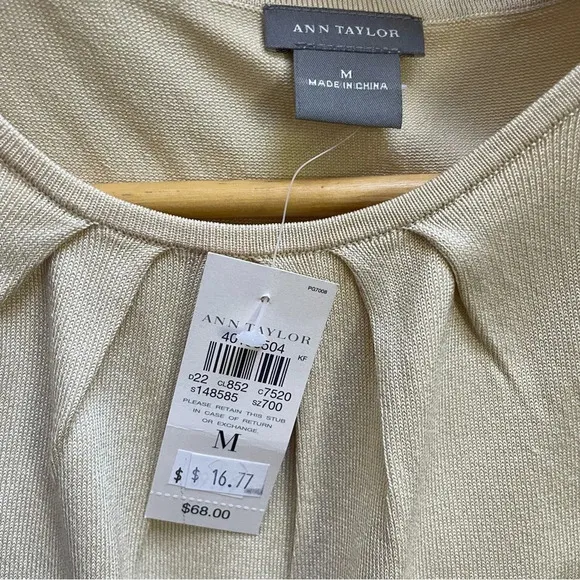 ANN TAYLOR
M
MADE IN CHINA
PG7008
ANN TAYLOR
KF
D22 CL852 C7520
S148585 SZ700
PLEASE RETAIN THIS STUB
IN CASE OF RETURN
OR EXCHANGE.
M
$ $ 16.77
$68.00